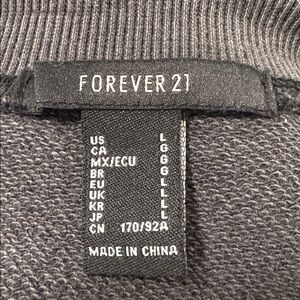 FOREVER 21
US L
CA G
MX/ECU G
BR G
EU L
UK L
KR L
JP L
CN 170/92A
MADE IN CHINA